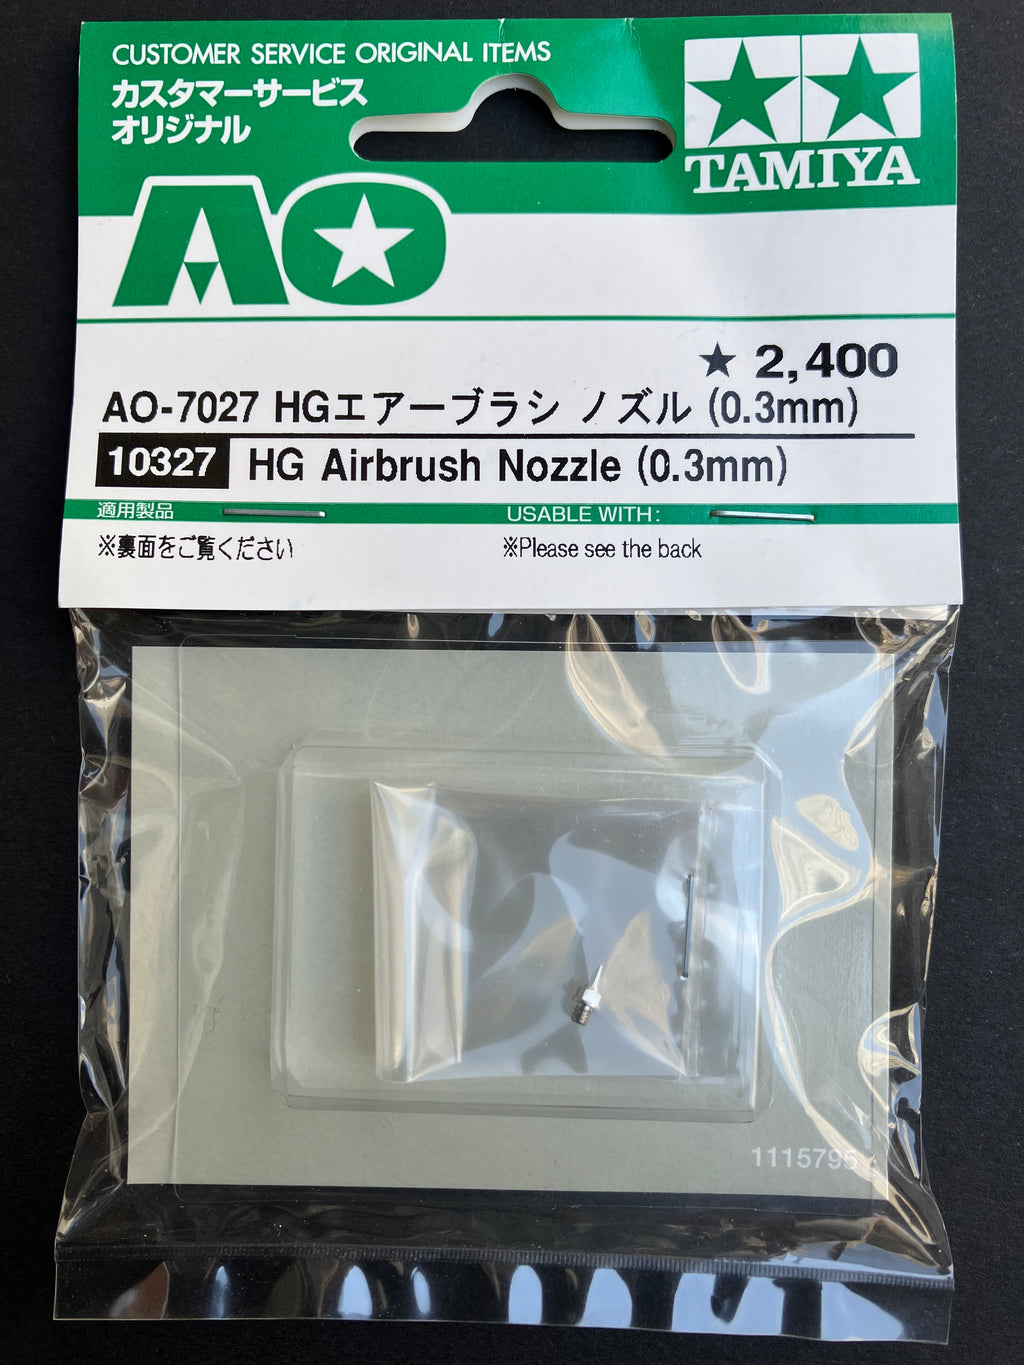 CUSTOMER SERVICE ORIGINAL ITEMS
カスタマーサービス
オリジナル
TAMIYA
AO
★ 2,400
AO-7027 HGエアーブラシ ノズル (0.3mm)
10327 HG Airbrush Nozzle (0.3mm)
適用製品
USABLE WITH:
※裏面をご覧ください
※Please see the back
1115795